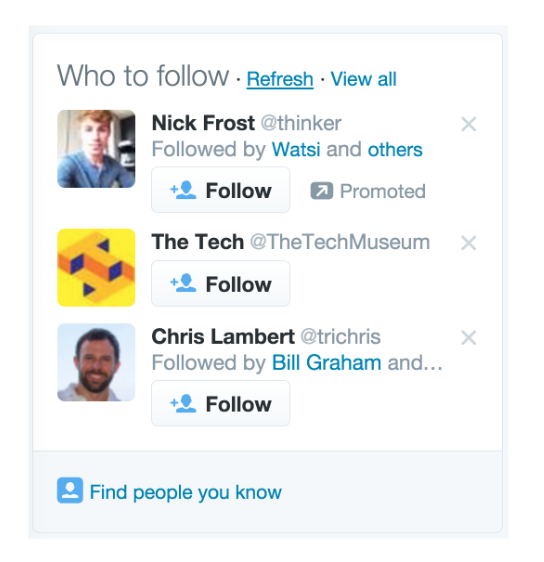 Who to follow · Refresh · View all
Nick Frost @thinker
Followed by Watsi and others
Follow Promoted
The Tech @TheTechMuseum
Follow
Chris Lambert @trichris
Followed by Bill Graham and...
Follow
Find people you know